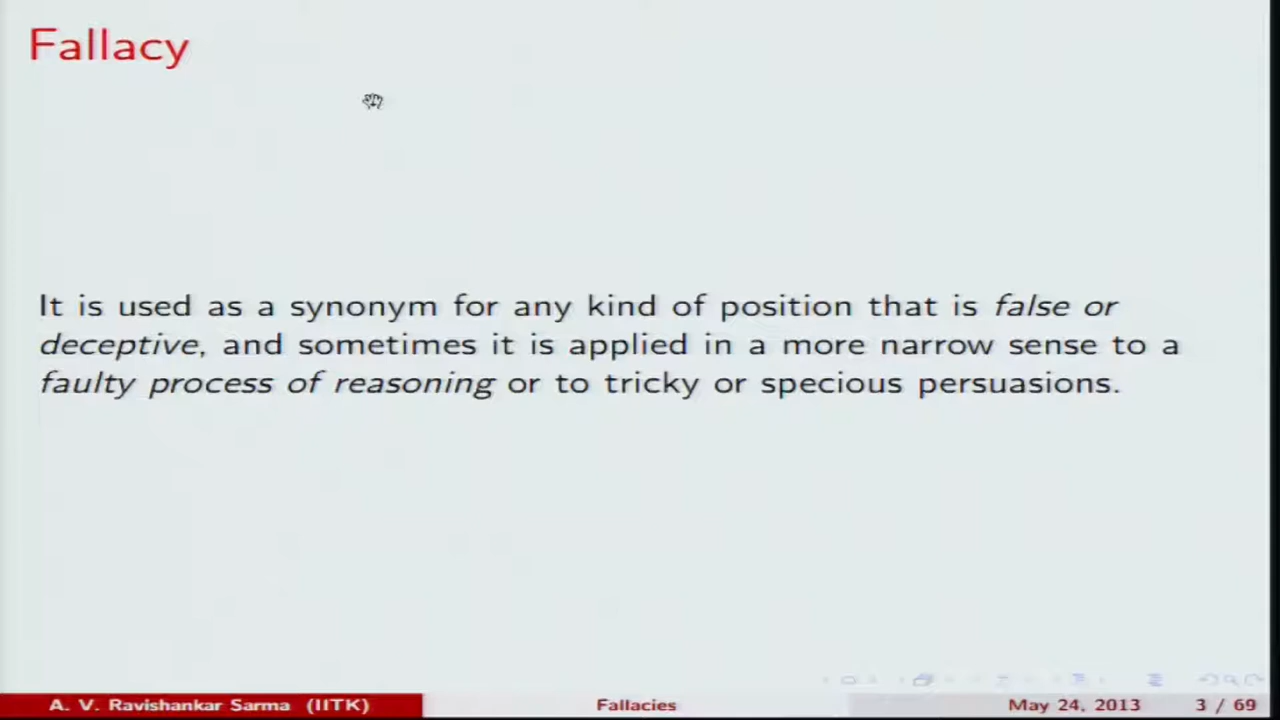 Fallacy
It is used as a synonym for any kind of position that is false or
deceptive, and sometimes it is applied in a more narrow sense to a
faulty process of reasoning or to tricky or specious persuasions.
A. V. Ravishankar Sarma (IITK) Fallacies May 24, 2013 3 / 69